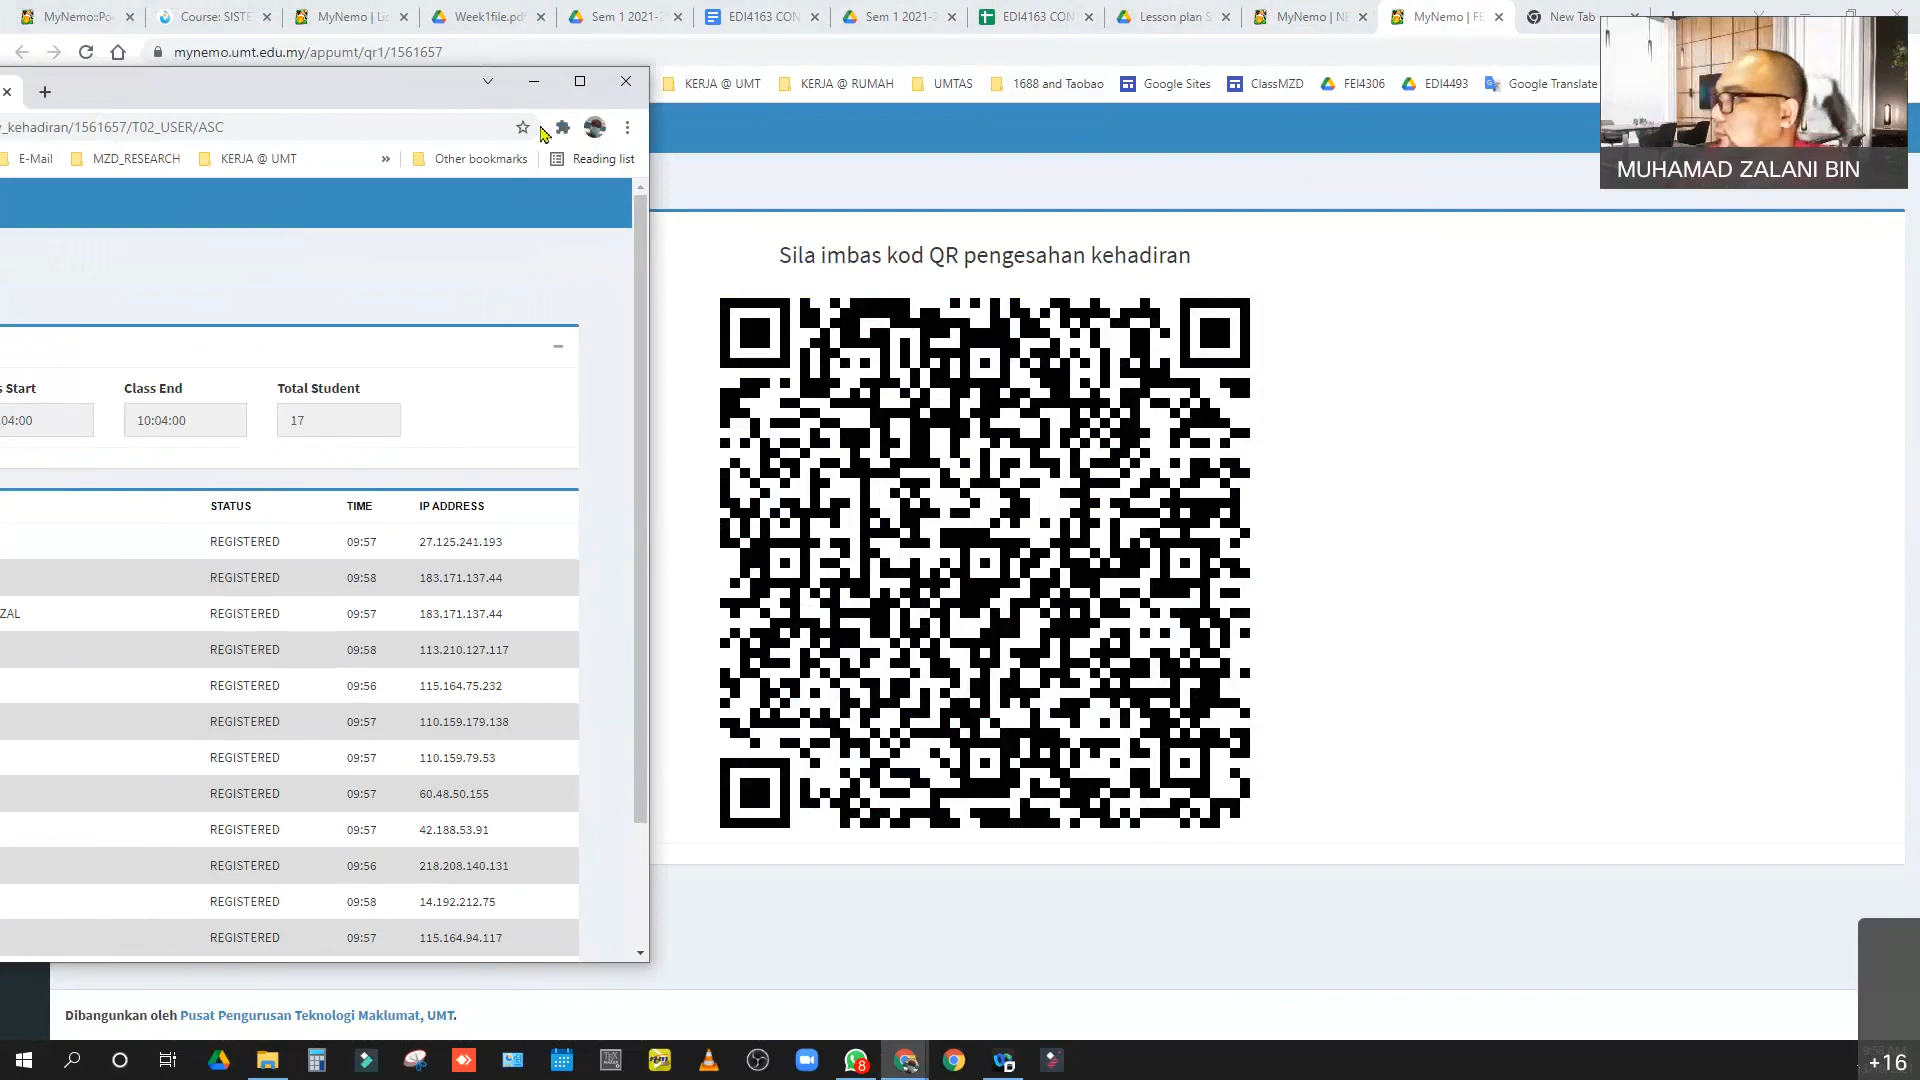 MyNemo::Po
Course: SISTE
MyNemo | Li
Week1file.pdf
Sem 1 2021-2
EDI4163 CON
Sem 1 2021-2
EDI4163 CON
Lesson plan S
MyNemo | NE
MyNemo | FE
New Tab
mynemo.umt.edu.my/appumt/qr1/1561657
KERJA @ UMT
KERJA @ RUMAH
UMTAS
1688 and Taobao
Google Sites
ClassMZD
FEI4306
EDI4493
Google Translate
MUHAMAD ZALANI BIN
_kehadiran/1561657/T02_USER/ASC
E-Mail
MZD_RESEARCH
KERJA @ UMT
»
Other bookmarks
Reading list
Sila imbas kod QR pengesahan kehadiran
s Start
Class End
Total Student
04:00
10:04:00
17
STATUS TIME IP ADDRESS
REGISTERED 09:57 27.125.241.193
REGISTERED 09:58 183.171.137.44
ZAL REGISTERED 09:57 183.171.137.44
REGISTERED 09:58 113.210.127.117
REGISTERED 09:56 115.164.75.232
REGISTERED 09:57 110.159.179.138
REGISTERED 09:57 110.159.79.53
REGISTERED 09:57 60.48.50.155
REGISTERED 09:57 42.188.53.91
REGISTERED 09:56 218.208.140.131
REGISTERED 09:58 14.192.212.75
REGISTERED 09:57 115.164.94.117
Dibangunkan oleh Pusat Pengurusan Teknologi Maklumat, UMT.
8
+16